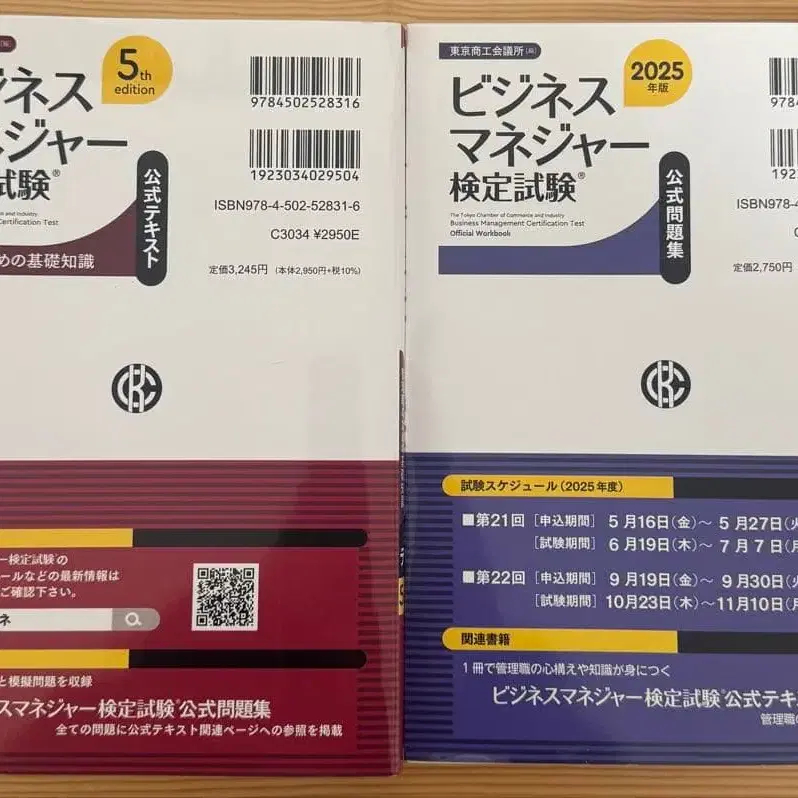 5th
edition
ジネス
ジャー
試験®
Certification Test
公式テキスト
めの基礎知識
9784502528316
1923034029504
ISBN978-4-502-52831-6
C3034 ¥2950E
定価3,245円 (本体2,950円+税10%)
ー検定試験®の
ールなどの最新情報は
ご確認下さい。
ネ
と模擬問題を収録
スマネジャー検定試験®公式問題集
全ての問題に公式テキスト関連ページへの参照を掲載
東京商工会議所[編]
2025
年版
ビジネス
マネジャー
検定試験®
The Tokyo Chamber of Commerce and Industry
Business Management Certification Test
Official Workbook
公式問題集
9784
1923
ISBN978-4
定価2,750円
試験スケジュール(2025年度)
■第21回 [申込期間] 5月16日(金)~ 5月27日(火
[試験期間] 6月19日(木)~ 7月7日(月
■第22回 [申込期間] 9月19日(金)~ 9月30日(火
[試験期間] 10月23日(木)~11月10日(月
関連書籍
1冊で管理職の心構えや知識が身につく
ビジネスマネジャー検定試験®公式テキス
管理職の